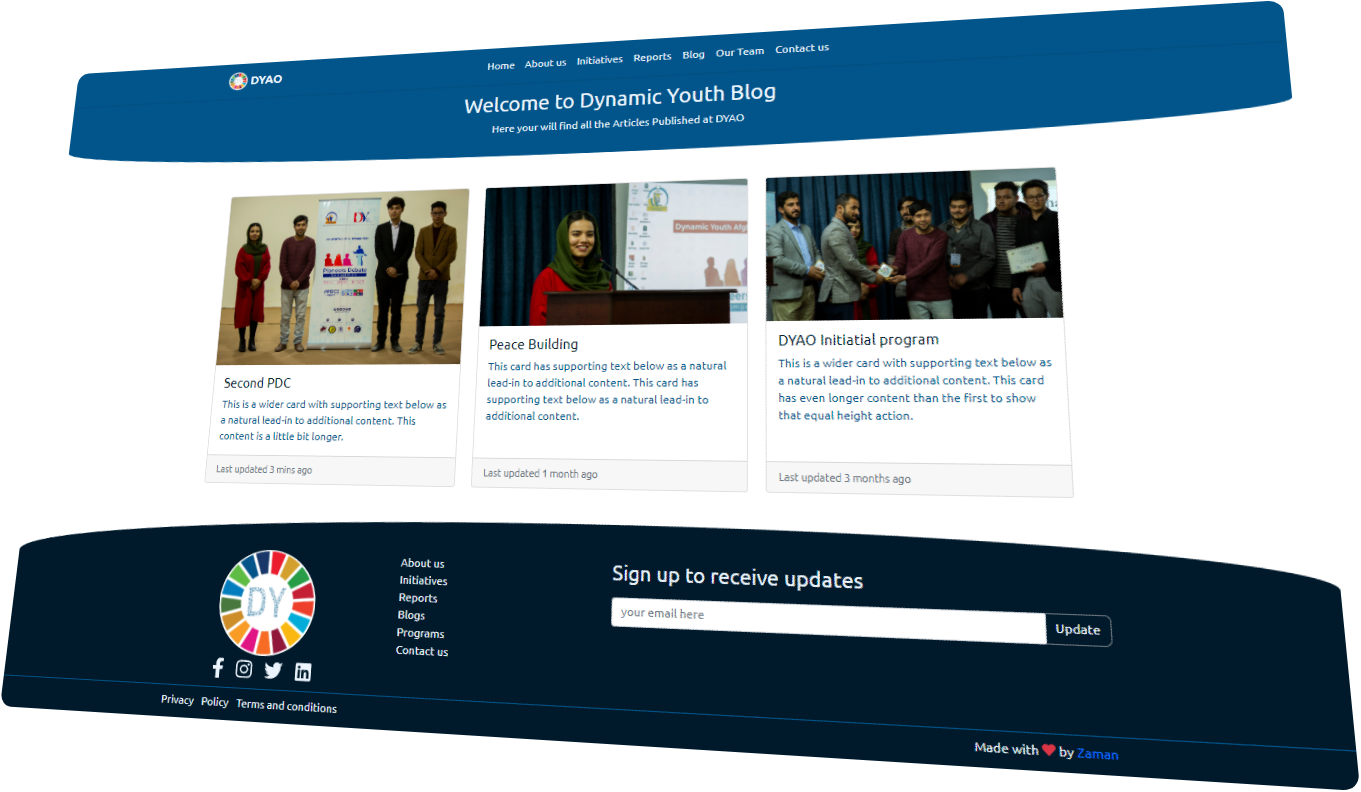 DYAO
Home About us Initiatives Reports Blog Our Team Contact us
Welcome to Dynamic Youth Blog
Here your will find all the Articles Published at DYAO
DY
Pioneers Debate
Second PDC
This is a wider card with supporting text below as
a natural lead-in to additional content. This
content is a little bit longer.
Last updated 3 mins ago
Dynamic Youth Afg
Peace Building
This card has supporting text below as a natural
lead-in to additional content. This card has
supporting text below as a natural lead-in to
additional content.
Last updated 1 month ago
DYAO Initiatial program
This is a wider card with supporting text below as
a natural lead-in to additional content. This card
has even longer content than the first to show
that equal height action.
Last updated 3 months ago
DY
About us
Initiatives
Reports
Blogs
Programs
Contact us
Sign up to receive updates
your email here
Update
Privacy Policy Terms and conditions
Made with ❤ by Zaman